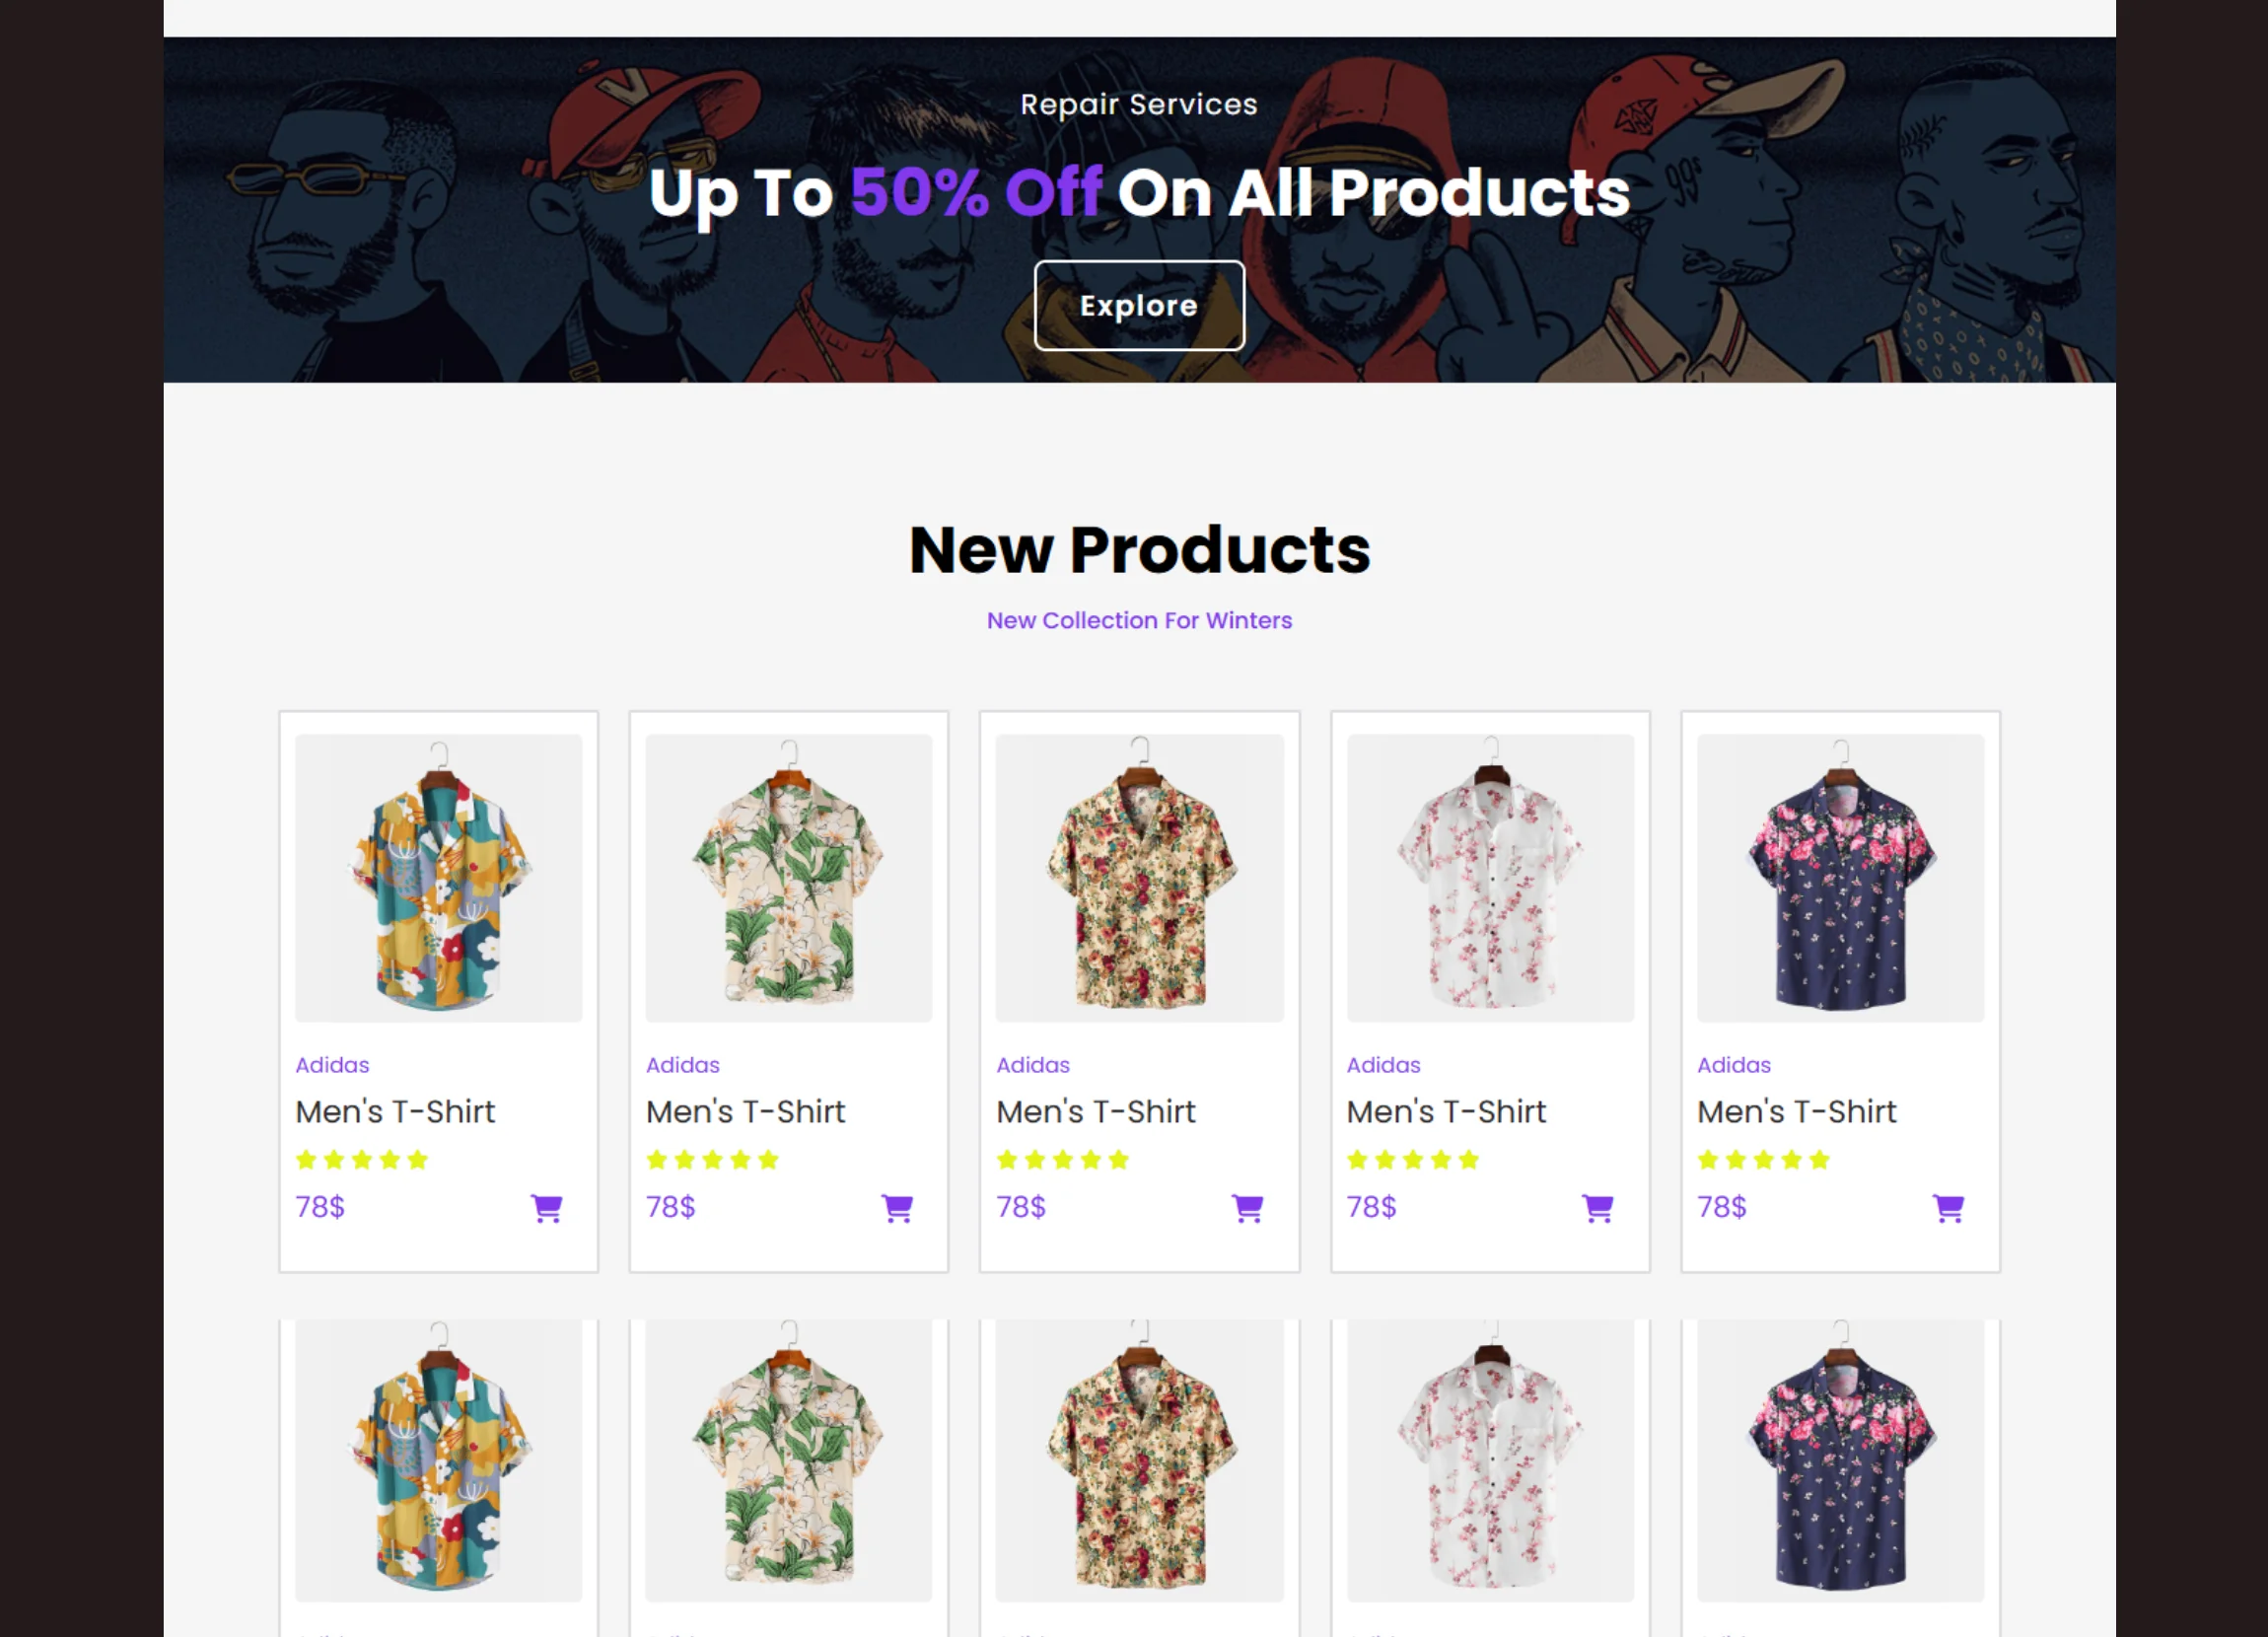 Repair Services
Up To 50% Off On All Products
Explore
New Products
New Collection For Winters
Adidas
Men's T-Shirt
78$
Adidas
Men's T-Shirt
78$
Adidas
Men's T-Shirt
78$
Adidas
Men's T-Shirt
78$
Adidas
Men's T-Shirt
78$